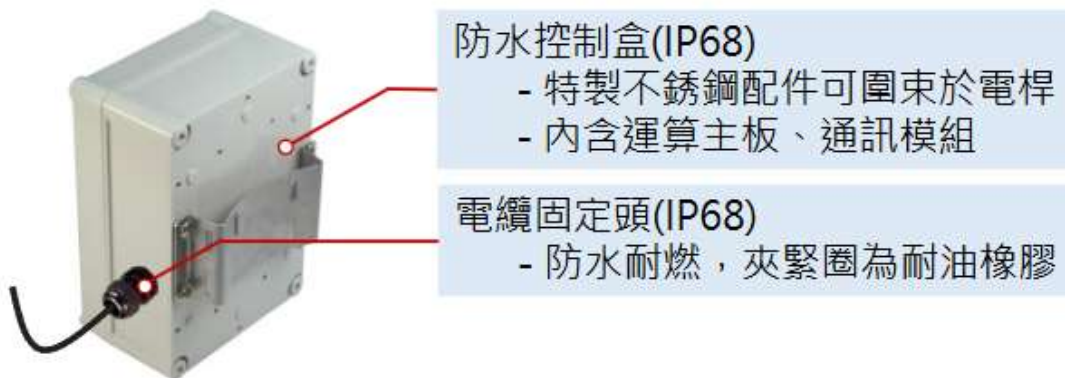 防水控制盒(IP68)
- 特製不銹鋼配件可圍束於電桿
- 內含運算主板、通訊模組
電纜固定頭(IP68)
- 防水耐燃，夾緊圈為耐油橡膠